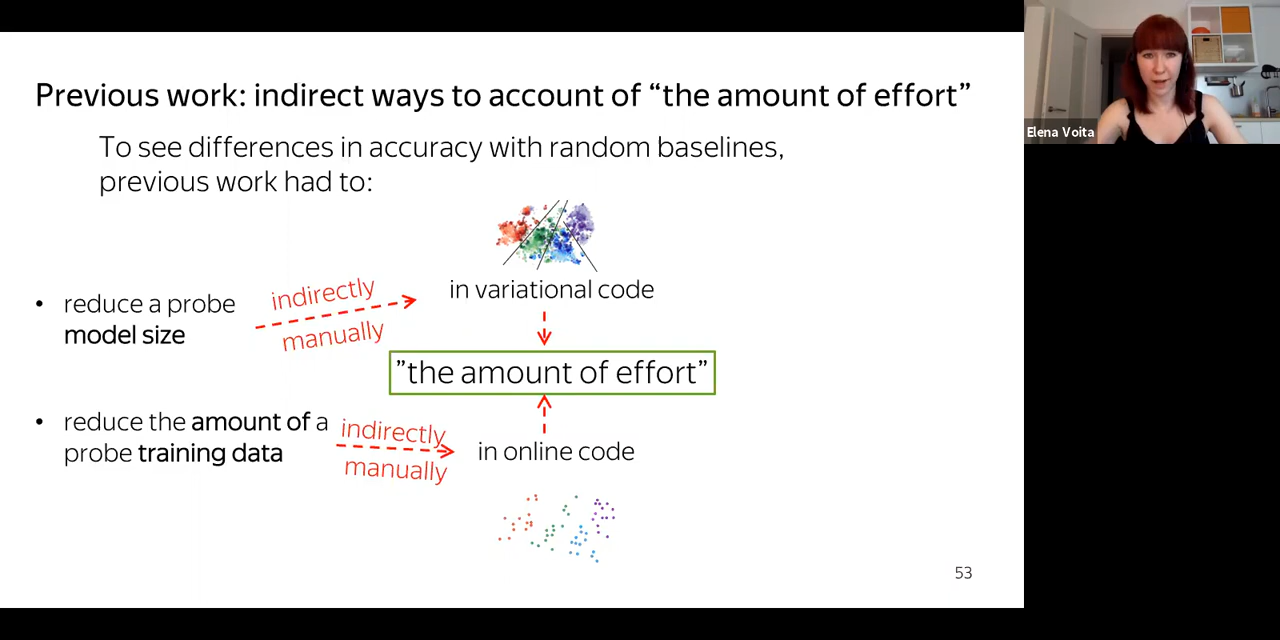 Previous work: indirect ways to account of “the amount of effort”
To see differences in accuracy with random baselines,
previous work had to:
• reduce a probe
model size
indirectly
manually
in variational code
”the amount of effort”
• reduce the amount of a
probe training data
indirectly
manually
in online code
53
Elena Voita